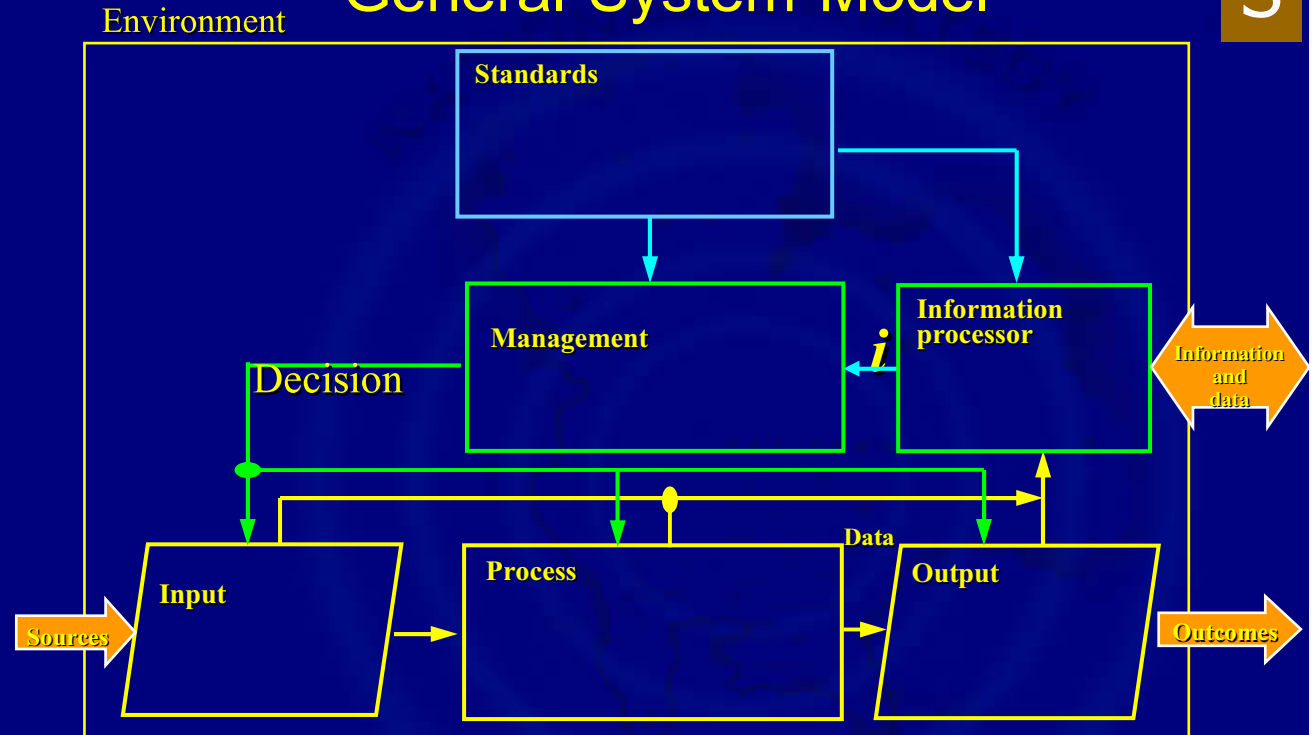 General System Model
Environment
Standards
Management
Information
processor
i
Information
and
data
Decision
Data
Input
Process
Output
Sources
Outcomes